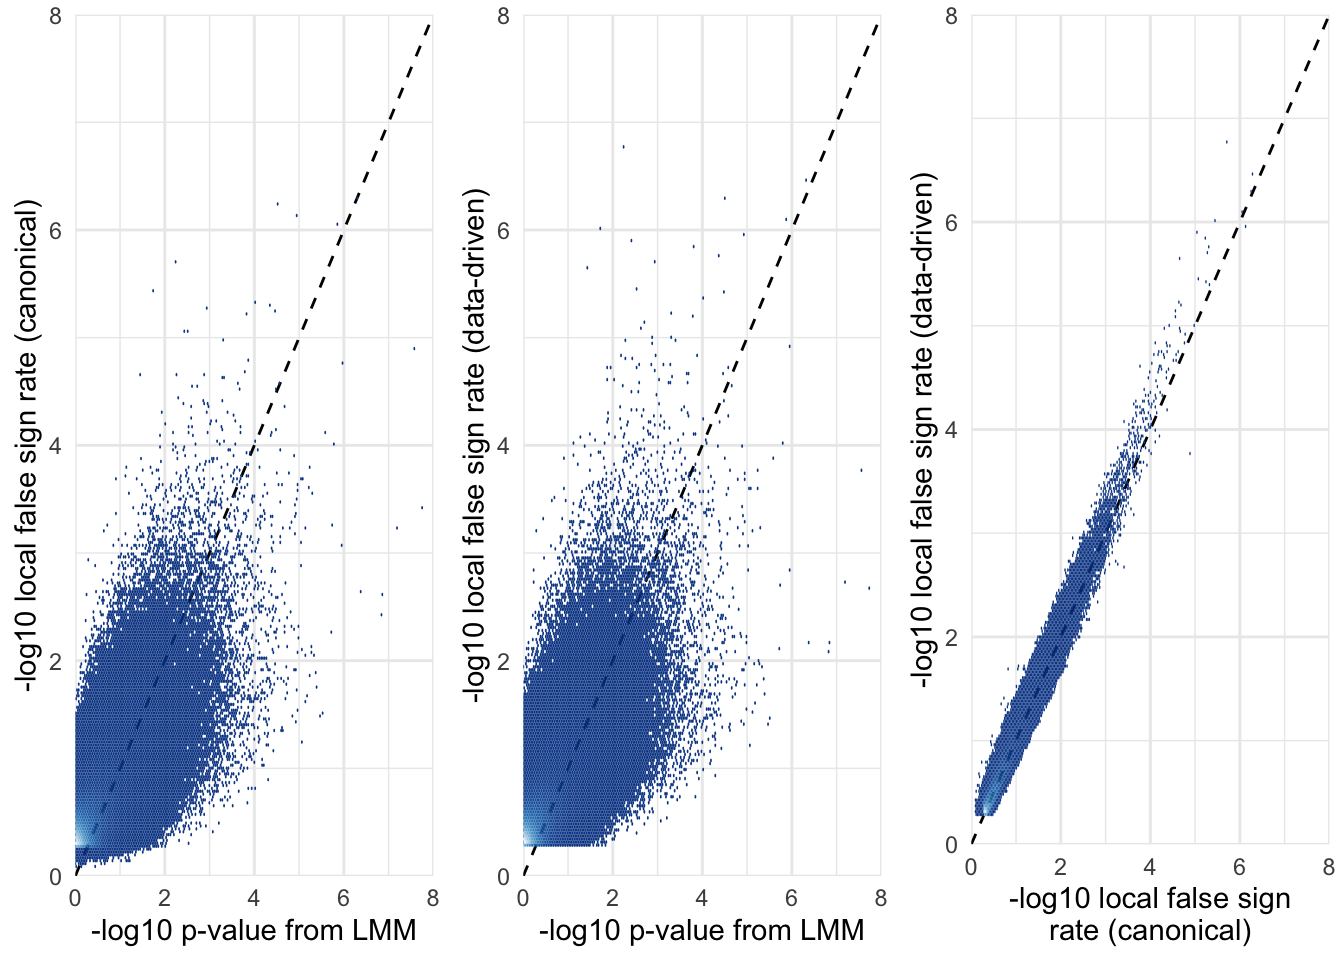 -log10 local false sign rate (canonical)
8
6
4
2
0
0 2 4 6 8
-log10 p-value from LMM
-log10 local false sign rate (data-driven)
8
6
4
2
0
0 2 4 6 8
-log10 p-value from LMM
-log10 local false sign rate (data-driven)
8
6
4
2
0
0 2 4 6 8
-log10 local false sign
rate (canonical)